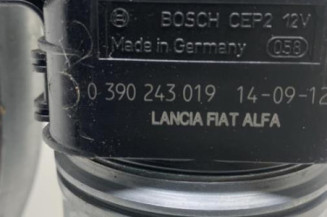 BOSCH CEP2 12V
Made in Germany 058
0 390 243 019 14-09-12
LANCIA FIAT ALFA